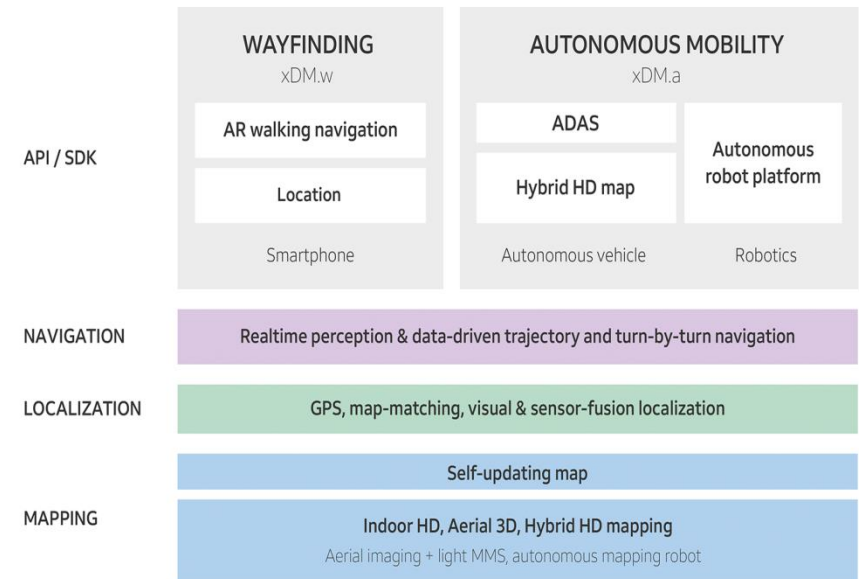 WAYFINDING
xDM.w
AUTONOMOUS MOBILITY
xDM.a
API / SDK
AR walking navigation
Location
Smartphone
ADAS
Hybrid HD map
Autonomous vehicle
Autonomous
robot platform
Robotics
NAVIGATION
Realtime perception & data-driven trajectory and turn-by-turn navigation
LOCALIZATION
GPS, map-matching, visual & sensor-fusion localization
MAPPING
Self-updating map
Indoor HD, Aerial 3D, Hybrid HD mapping
Aerial imaging + light MMS, autonomous mapping robot